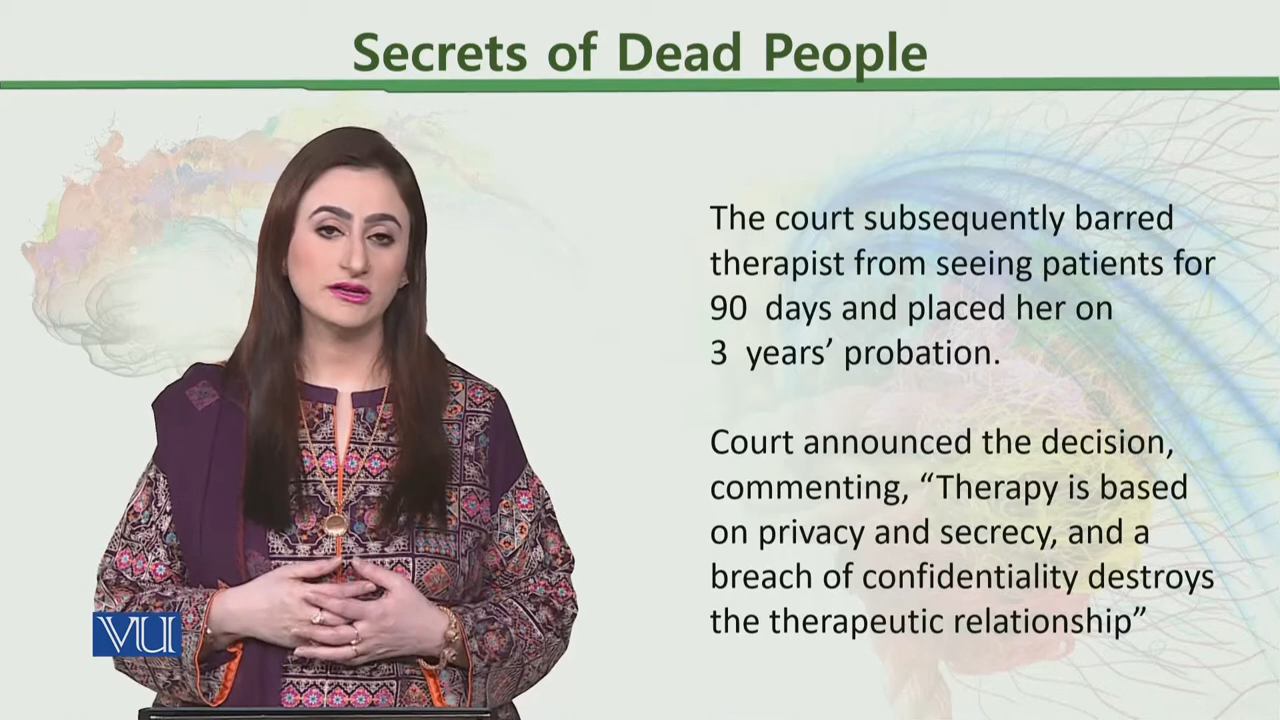 Secrets of Dead People
The court subsequently barred
therapist from seeing patients for
90  days and placed her on
3  years’ probation.
Court announced the decision,
commenting, “Therapy is based
on privacy and secrecy, and a
breach of confidentiality destroys
the therapeutic relationship”
VU